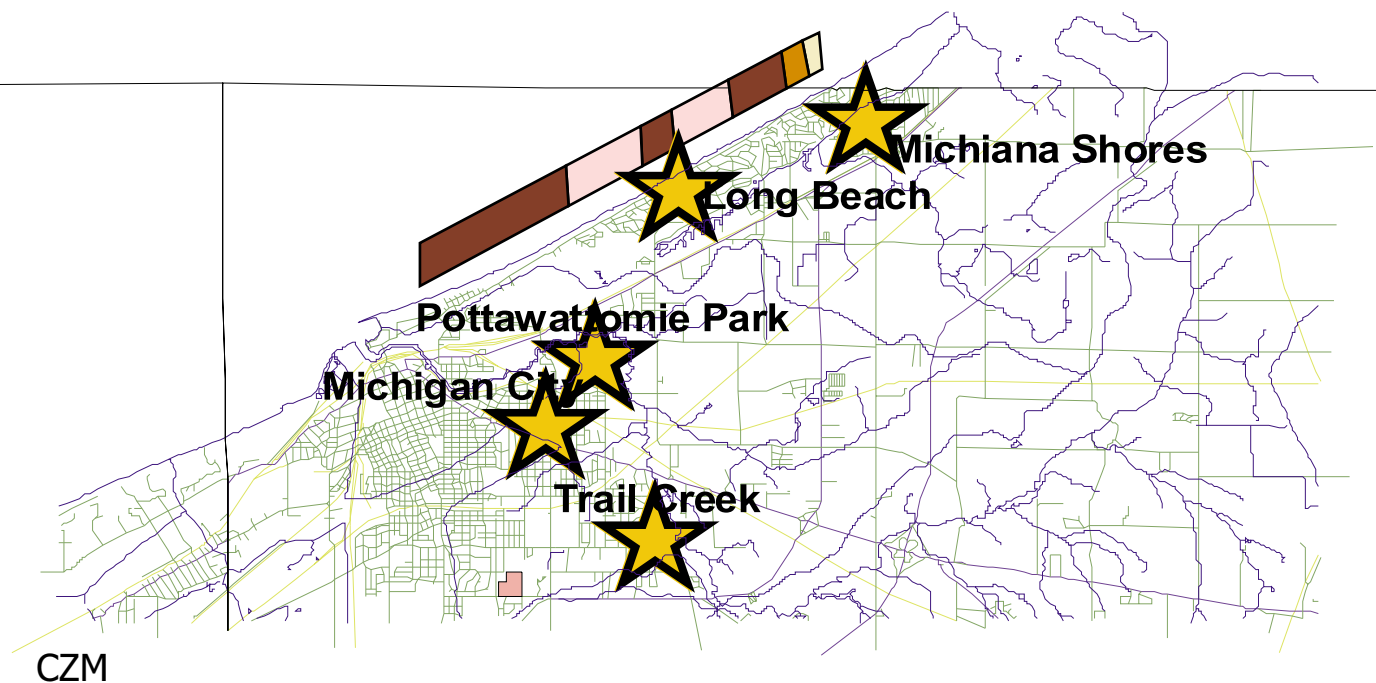 Michiana Shores
Long Beach
Pottawattomie Park
Michigan City
Trail Creek
CZM